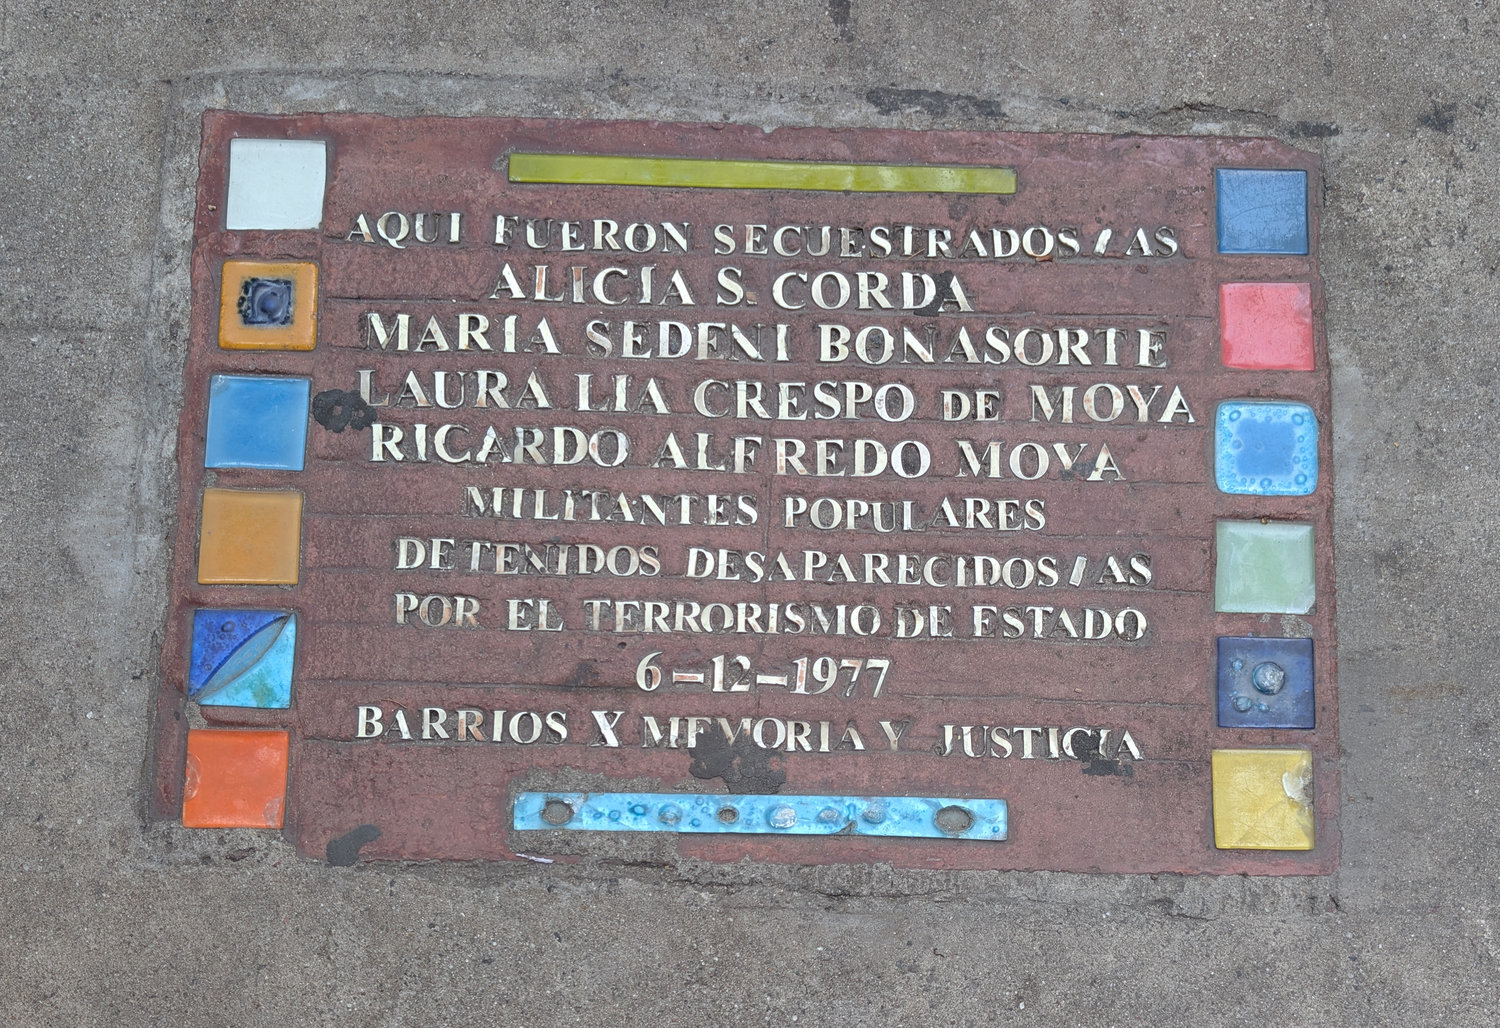 AQUI FUERON SECUESTRADOS/AS
ALICIA S. CORDA
MARÍA SEDENI BONASORTE
LAURA LIA CRESPO DE MOYA
RICARDO ALFREDO MOYA
MILITANTES POPULARES
DETENIDOS DESAPARECIDOS/AS
POR EL TERRORISMO DE ESTADO
6-12-1977
BARRIOS X MEMORIA Y JUSTICIA